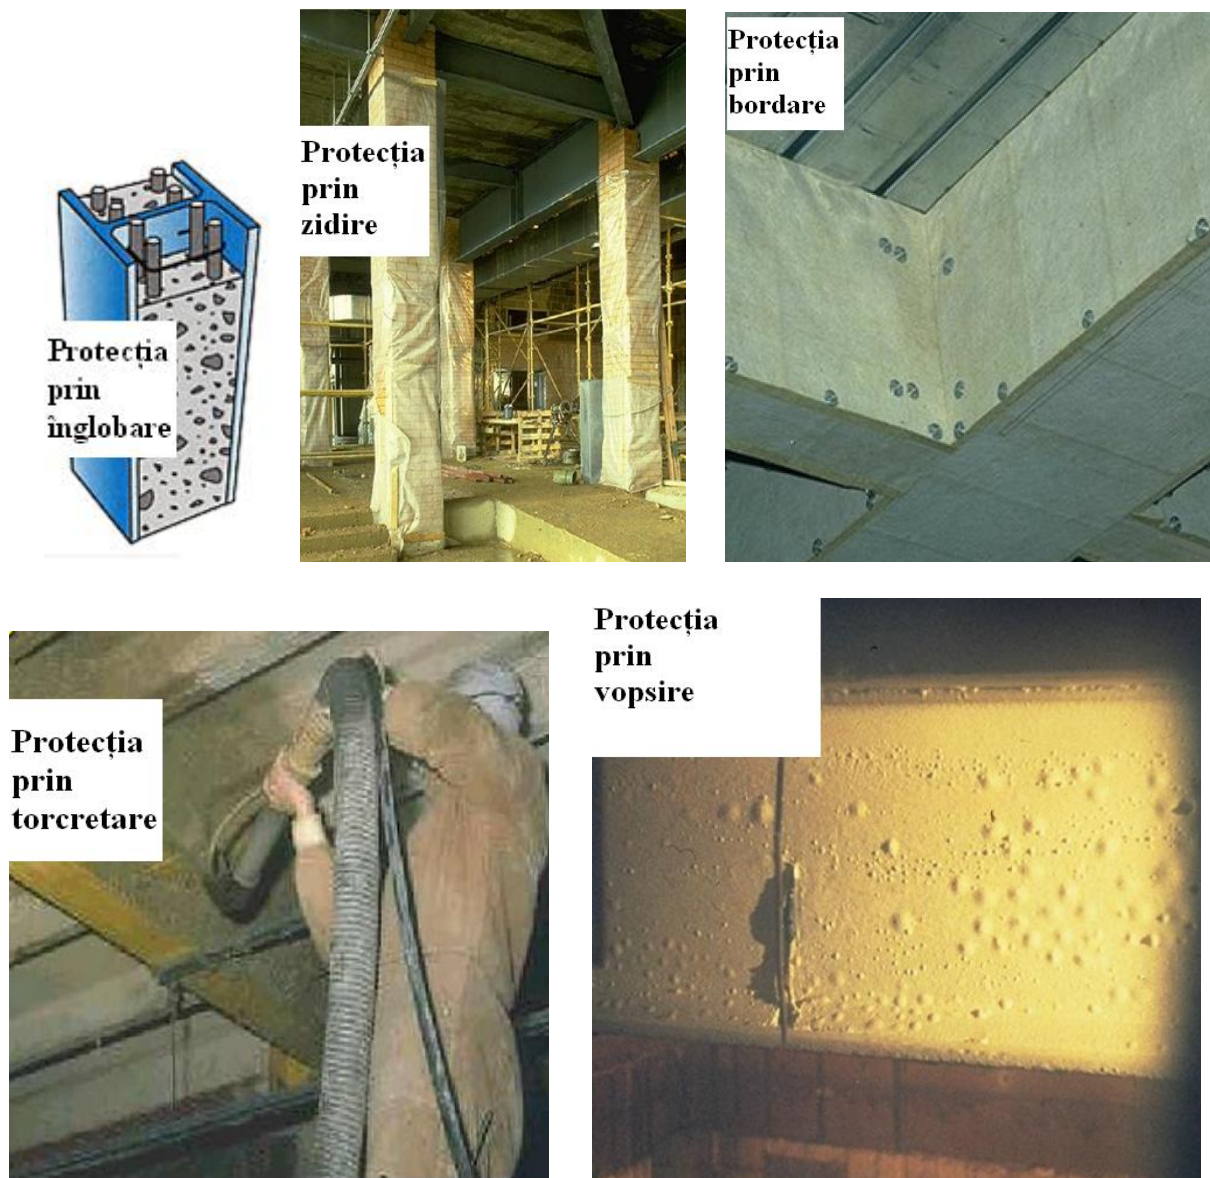 Protecția
prin
înglobare
Protecția
prin
zidire
Protecția
prin
bordare
Protecția
prin
torcretare
Protecția
prin
vopsire